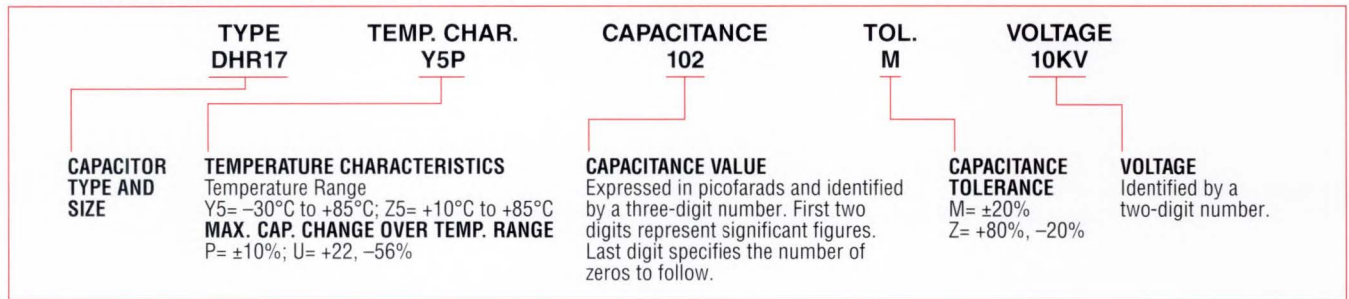 TYPE TEMP. CHAR. CAPACITANCE TOL. VOLTAGE
DHR17 Y5P 102 M 10KV
CAPACITOR
TYPE AND
SIZE
TEMPERATURE CHARACTERISTICS
Temperature Range
Y5= –30°C to +85°C; Z5= +10°C to +85°C
MAX. CAP. CHANGE OVER TEMP. RANGE
P= ±10%; U= +22, –56%
CAPACITANCE VALUE
Expressed in picofarads and identified
by a three-digit number. First two
digits represent significant figures.
Last digit specifies the number of
zeros to follow.
CAPACITANCE
TOLERANCE
M= ±20%
Z= +80%, –20%
VOLTAGE
Identified by a
two-digit number.